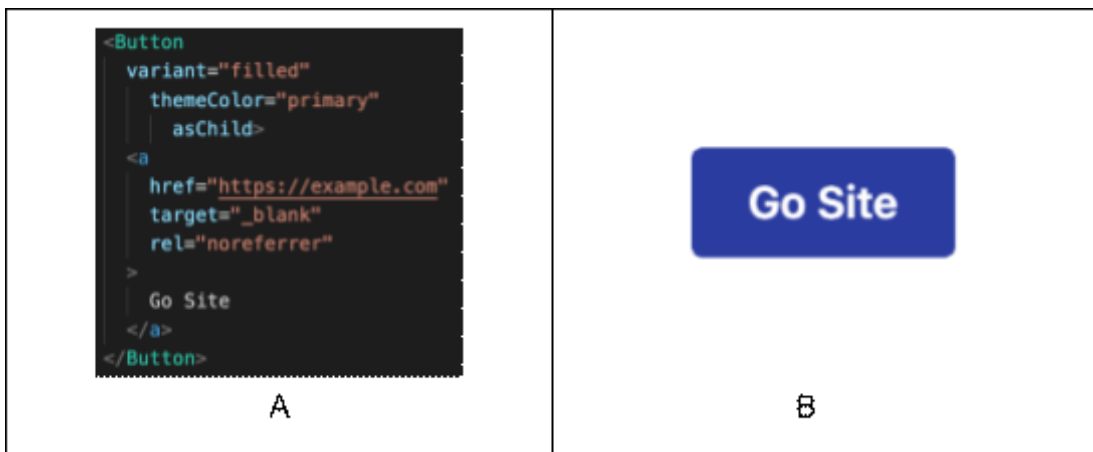 <Button
variant="filled"
themeColor="primary"
asChild>
<a
href="https://example.com"
target="_blank"
rel="noreferrer"
>
Go Site
</a>
</Button>
A
Go Site
B